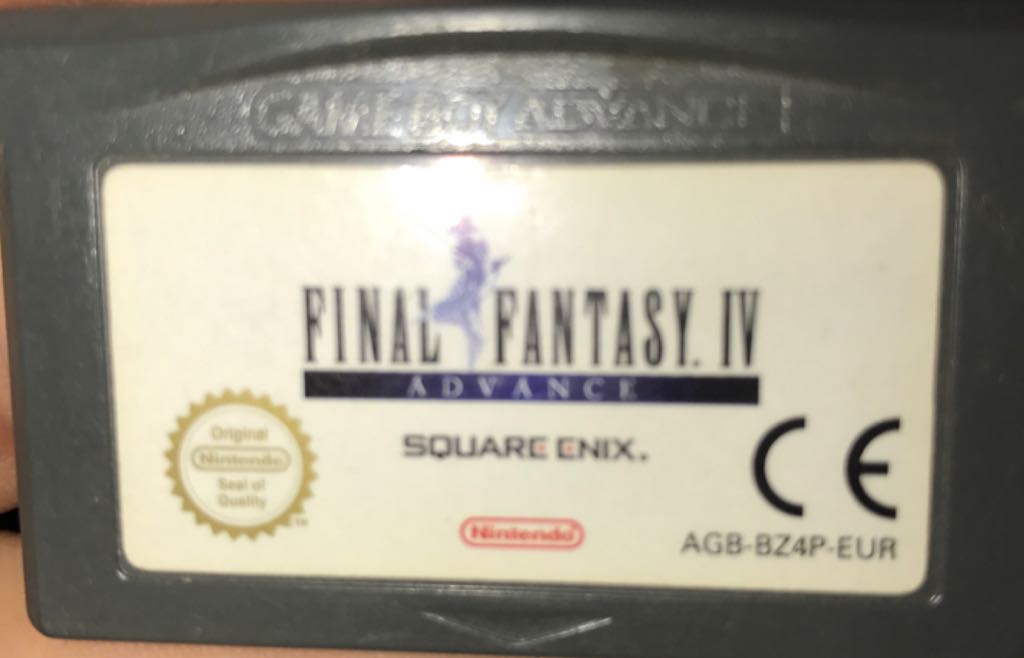 GAME BOY ADVANCE
FINAL FANTASY. IV
ADVANCE
SQUARE ENIX.
Original
Nintendo
Seal of
Quality
TM
Nintendo
CE
AGB-BZ4P-EUR